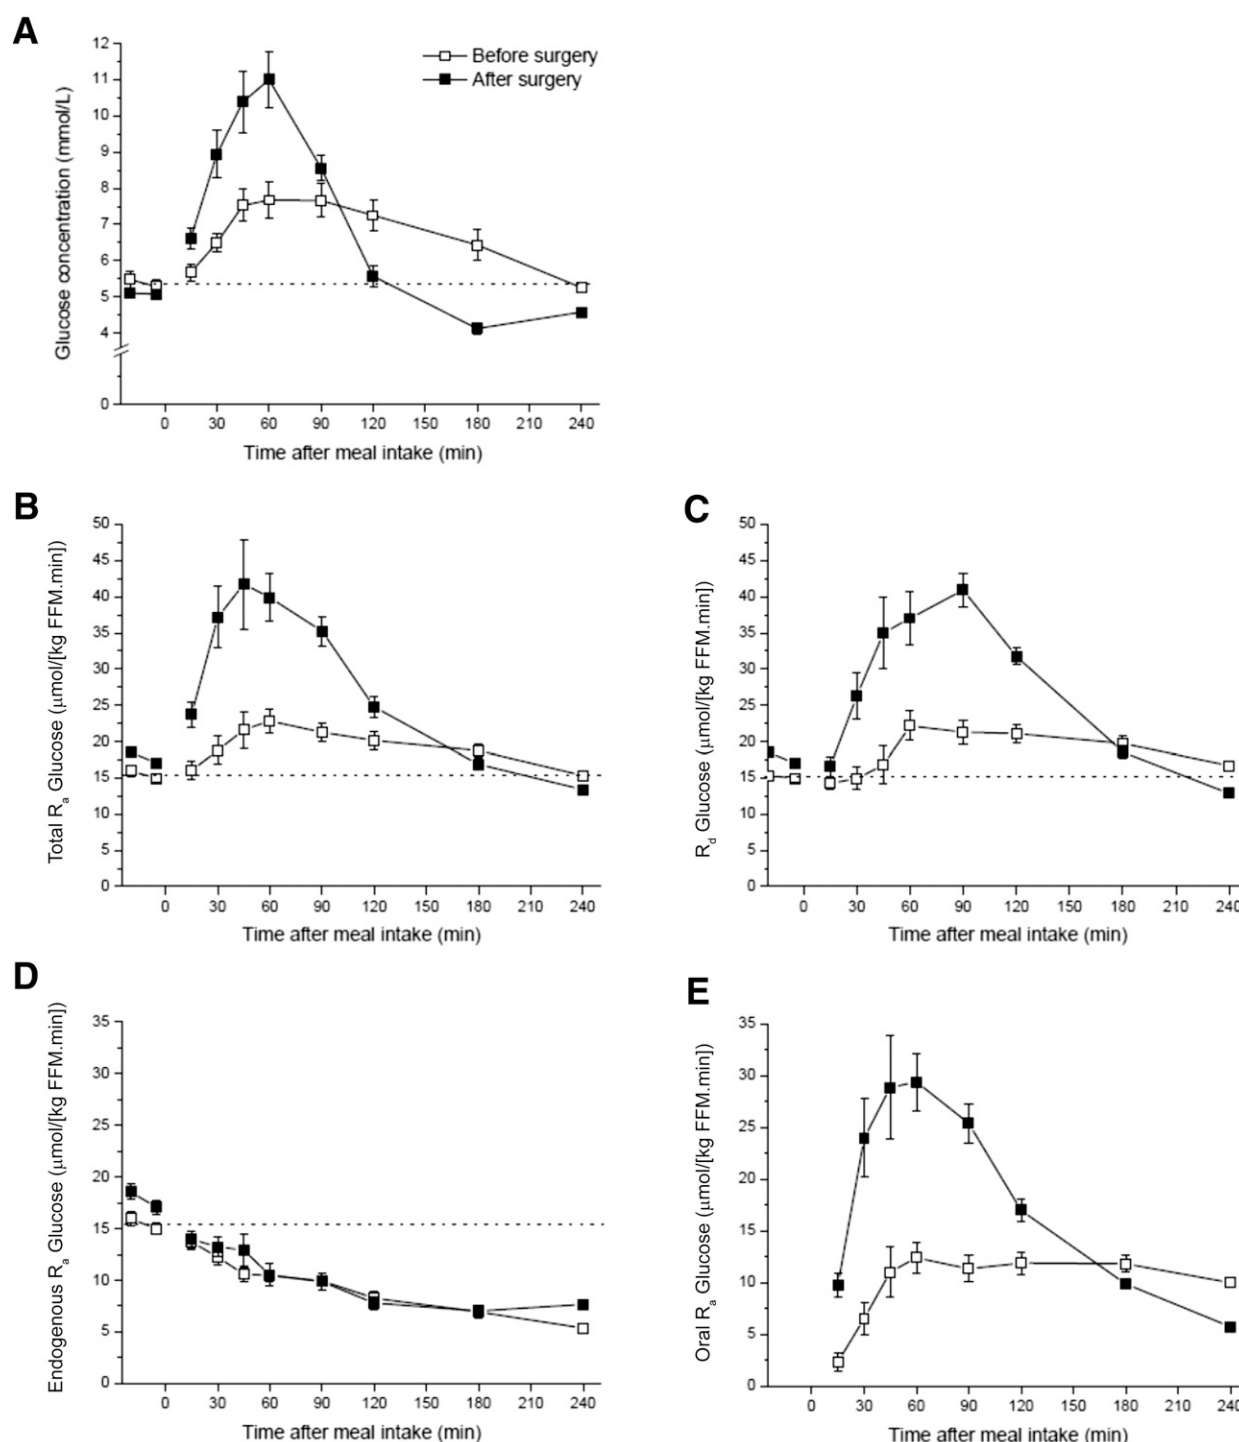 A
12
11
10
9
8
7
6
5
4
0
Glucose concentration (mmol/L)
Before surgery
After surgery
0 30 60 90 120 150 180 210 240
Time after meal intake (min)
B
50
45
40
35
30
25
20
15
10
5
0
Total Ra Glucose (μmol/[kg FFM.min])
0 30 60 90 120 150 180 210 240
Time after meal intake (min)
C
50
45
40
35
30
25
20
15
10
5
0
Rd Glucose (μmol/[kg FFM.min])
0 30 60 90 120 150 180 210 240
Time after meal intake (min)
D
35
30
25
20
15
10
5
0
Endogenous Ra Glucose (μmol/[kg FFM.min])
0 30 60 90 120 150 180 210 240
Time after meal intake (min)
E
35
30
25
20
15
10
5
0
Oral Ra Glucose (μmol/[kg FFM.min])
0 30 60 90 120 150 180 210 240
Time after meal intake (min)